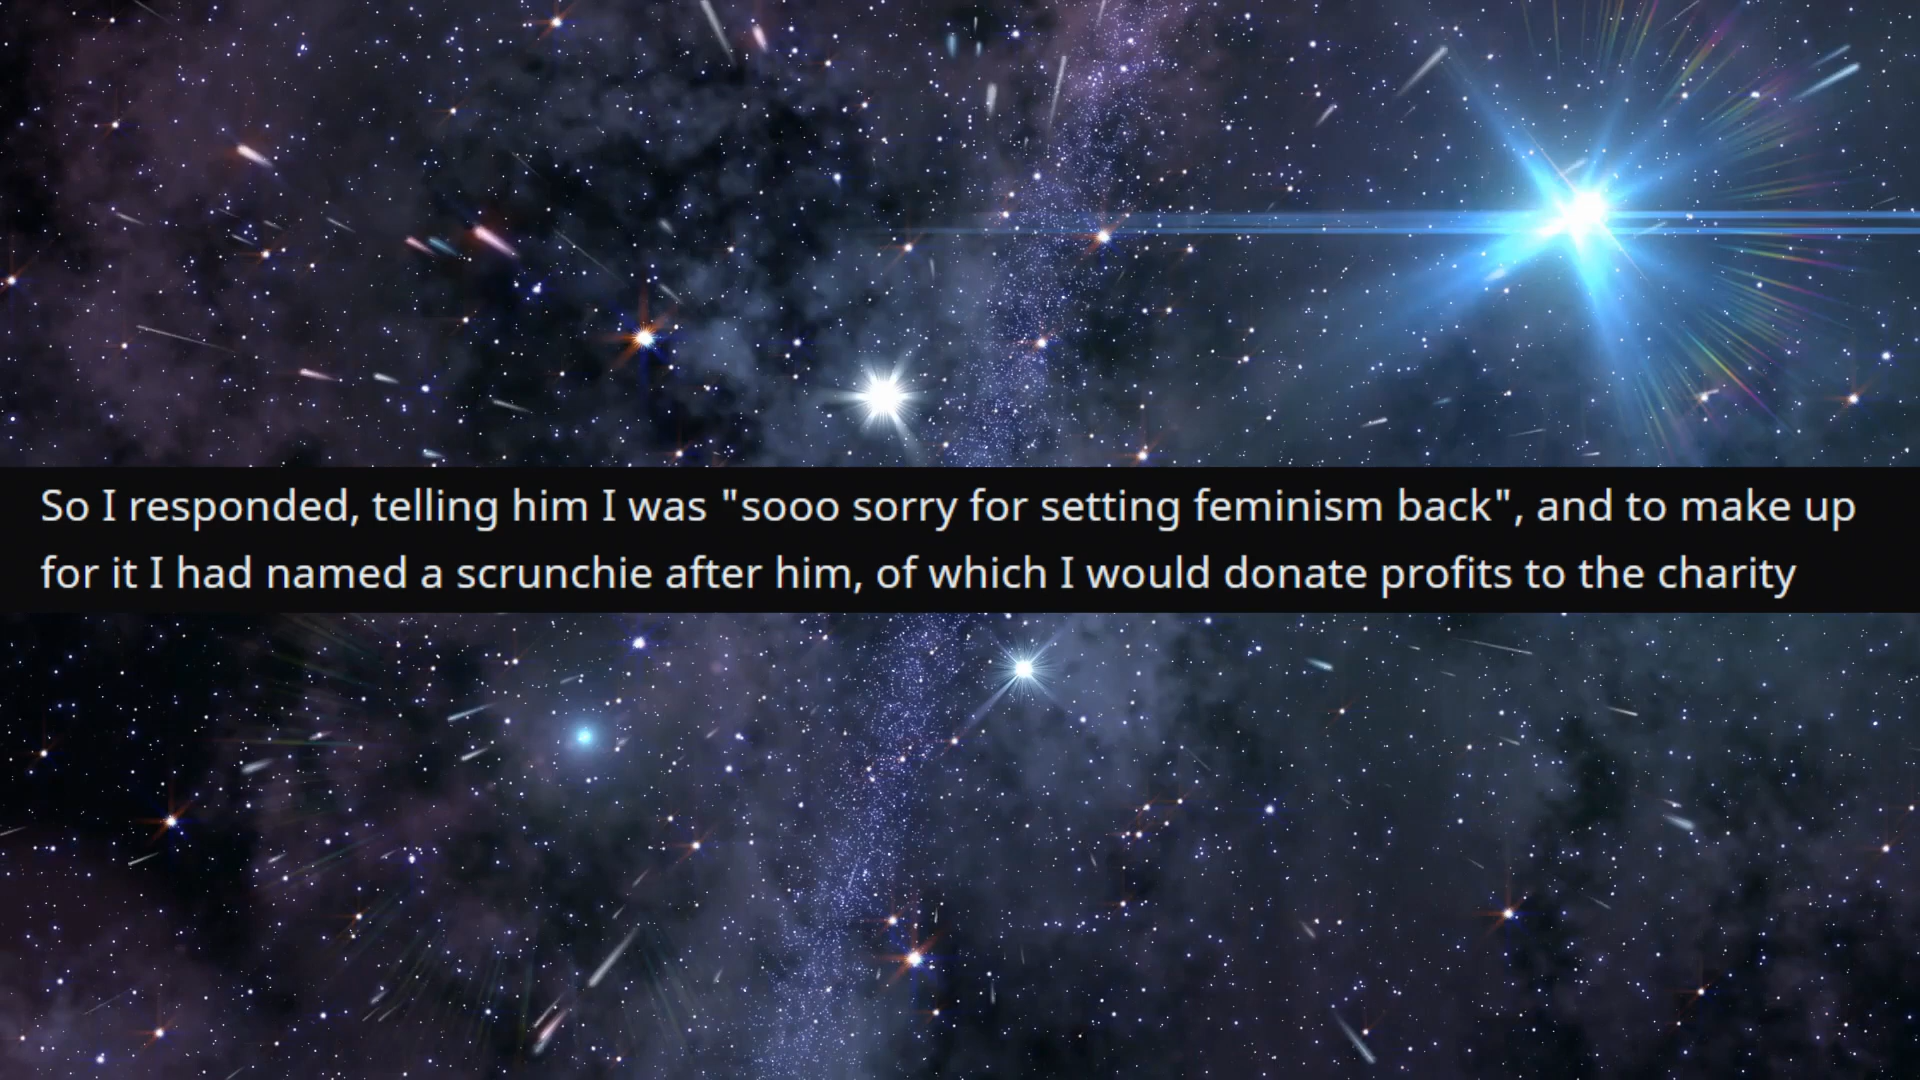 So I responded, telling him I was "sooo sorry for setting feminism back", and to make up
for it I had named a scrunchie after him, of which I would donate profits to the charity